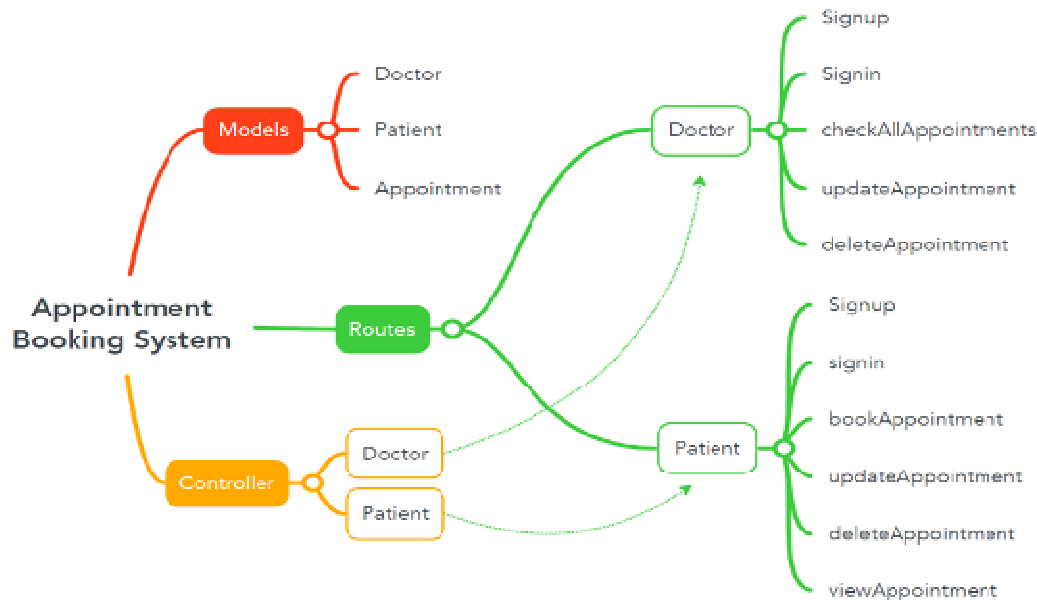 Appointment
Booking System
Models
Doctor
Patient
Appointment
Routes
Doctor
Signup
Signin
checkAllAppointments
updateAppointment
deleteAppointment
Patient
Signup
signin
bookAppointment
updateAppointment
deleteAppointment
viewAppointment
Controller
Doctor
Patient